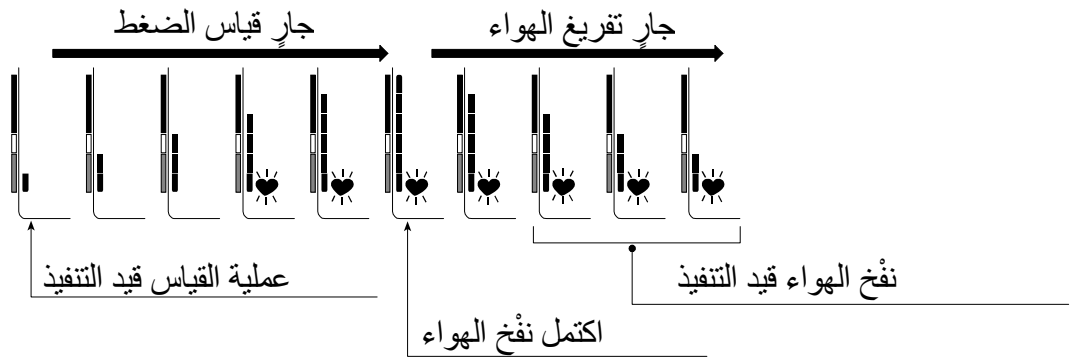 جارٍ قياس الضغط
جارٍ تفريغ الهواء
عملية القياس قيد التنفيذ
نفْخ الهواء قيد التنفيذ
اكتمل نفْخ الهواء